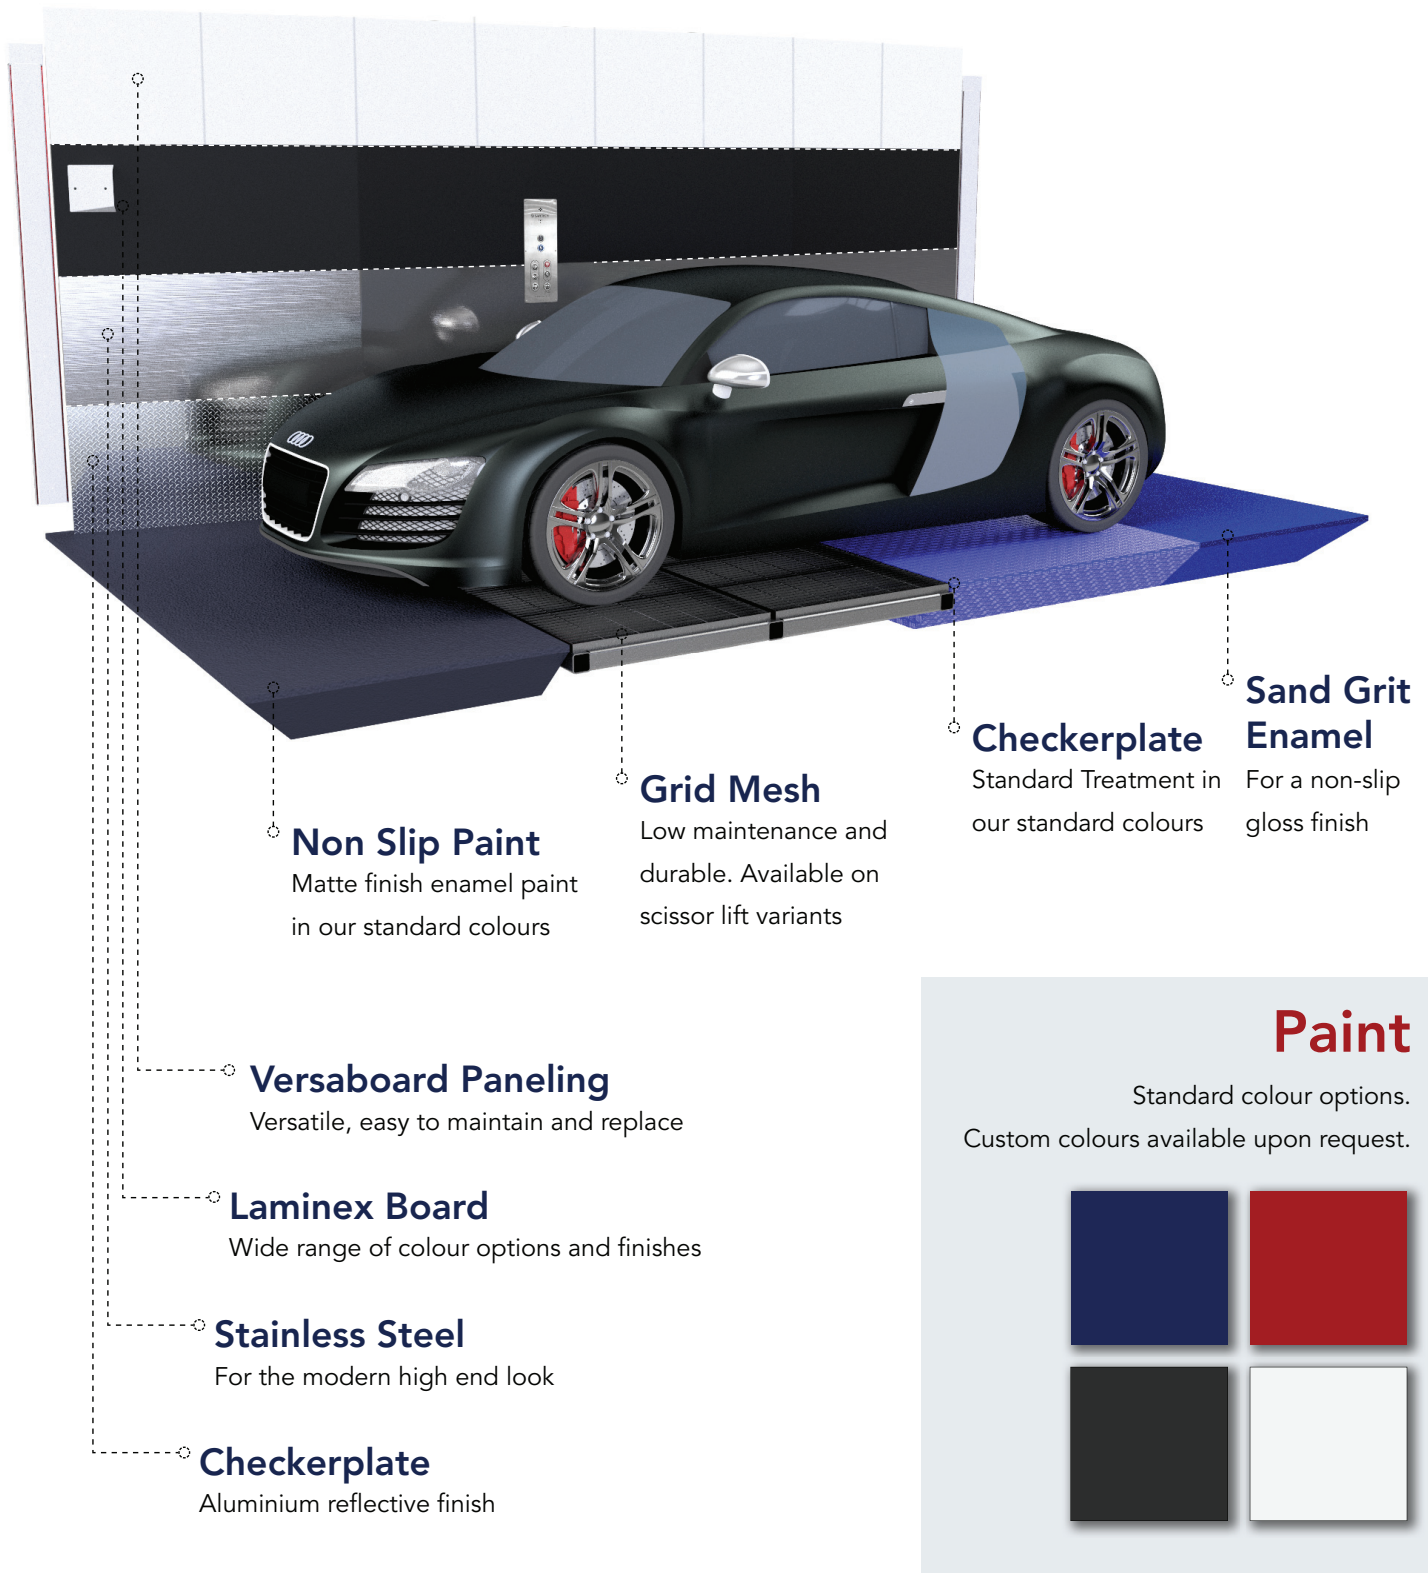 Sand Grit
Enamel
For a non-slip
gloss finish
Checkerplate
Standard Treatment in
our standard colours
Grid Mesh
Low maintenance and
durable. Available on
scissor lift variants
Non Slip Paint
Matte finish enamel paint
in our standard colours
Versaboard Paneling
Versatile, easy to maintain and replace
Laminex Board
Wide range of colour options and finishes
Stainless Steel
For the modern high end look
Checkerplate
Aluminium reflective finish
Paint
Standard colour options.
Custom colours available upon request.